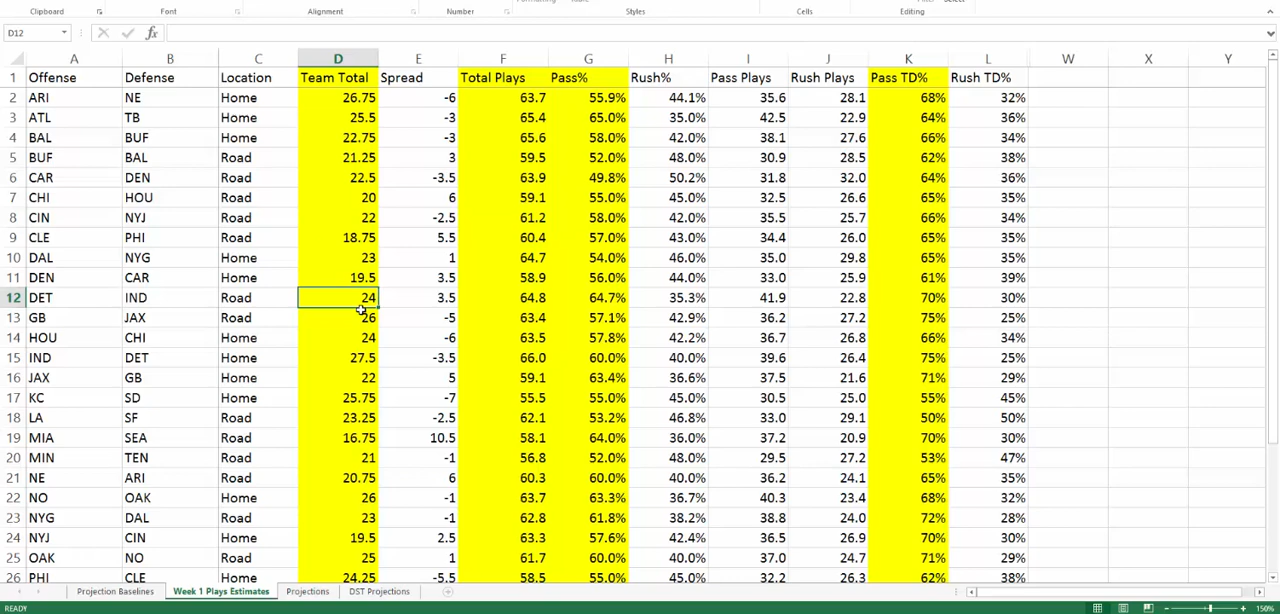 Clipboard Font Alignment Number Styles Cells Editing
D12 fx
A B C D E F G H I J K L W X Y
1 Offense Defense Location Team Total Spread Total Plays Pass% Rush% Pass Plays Rush Plays Pass TD% Rush TD%
2 ARI NE Home 26.75 -6 63.7 55.9% 44.1% 35.6 28.1 68% 32%
3 ATL TB Home 25.5 -3 65.4 65.0% 35.0% 42.5 22.9 64% 36%
4 BAL BUF Home 22.75 -3 65.6 58.0% 42.0% 38.1 27.6 66% 34%
5 BUF BAL Road 21.25 3 59.5 52.0% 48.0% 30.9 28.5 62% 38%
6 CAR DEN Road 22.5 -3.5 63.9 49.8% 50.2% 31.8 32.0 64% 36%
7 CHI HOU Road 20 6 59.1 55.0% 45.0% 32.5 26.6 65% 35%
8 CIN NYJ Road 22 -2.5 61.2 58.0% 42.0% 35.5 25.7 66% 34%
9 CLE PHI Road 18.75 5.5 60.4 57.0% 43.0% 34.4 26.0 65% 35%
10 DAL NYG Home 23 1 64.7 54.0% 46.0% 35.0 29.8 65% 35%
11 DEN CAR Home 19.5 3.5 58.9 56.0% 44.0% 33.0 25.9 61% 39%
12 DET IND Road 24 3.5 64.8 64.7% 35.3% 41.9 22.8 70% 30%
13 GB JAX Road 26 -5 63.4 57.1% 42.9% 36.2 27.2 75% 25%
14 HOU CHI Home 24 -6 63.5 57.8% 42.2% 36.7 26.8 66% 34%
15 IND DET Home 27.5 -3.5 66.0 60.0% 40.0% 39.6 26.4 75% 25%
16 JAX GB Home 22 5 59.1 63.4% 36.6% 37.5 21.6 71% 29%
17 KC SD Home 25.75 -7 55.5 55.0% 45.0% 30.5 25.0 55% 45%
18 LA SF Road 23.25 -2.5 62.1 53.2% 46.8% 33.0 29.1 50% 50%
19 MIA SEA Road 16.75 10.5 58.1 64.0% 36.0% 37.2 20.9 70% 30%
20 MIN TEN Road 21 -1 56.8 52.0% 48.0% 29.5 27.2 53% 47%
21 NE ARI Road 20.75 6 60.3 60.0% 40.0% 36.2 24.1 65% 35%
22 NO OAK Home 26 -1 63.7 63.3% 36.7% 40.3 23.4 68% 32%
23 NYG DAL Road 23 -1 62.8 61.8% 38.2% 38.8 24.0 72% 28%
24 NYJ CIN Home 19.5 2.5 63.3 57.6% 42.4% 36.5 26.9 70% 30%
25 OAK NO Road 25 1 61.7 60.0% 40.0% 37.0 24.7 71% 29%
26 PHI CLE Home 24.25 -5.5 58.5 55.0% 45.0% 32.2 26.3 62% 38%
Projection Baselines Week 1 Plays Estimates Projections DST Projections
READY 150%